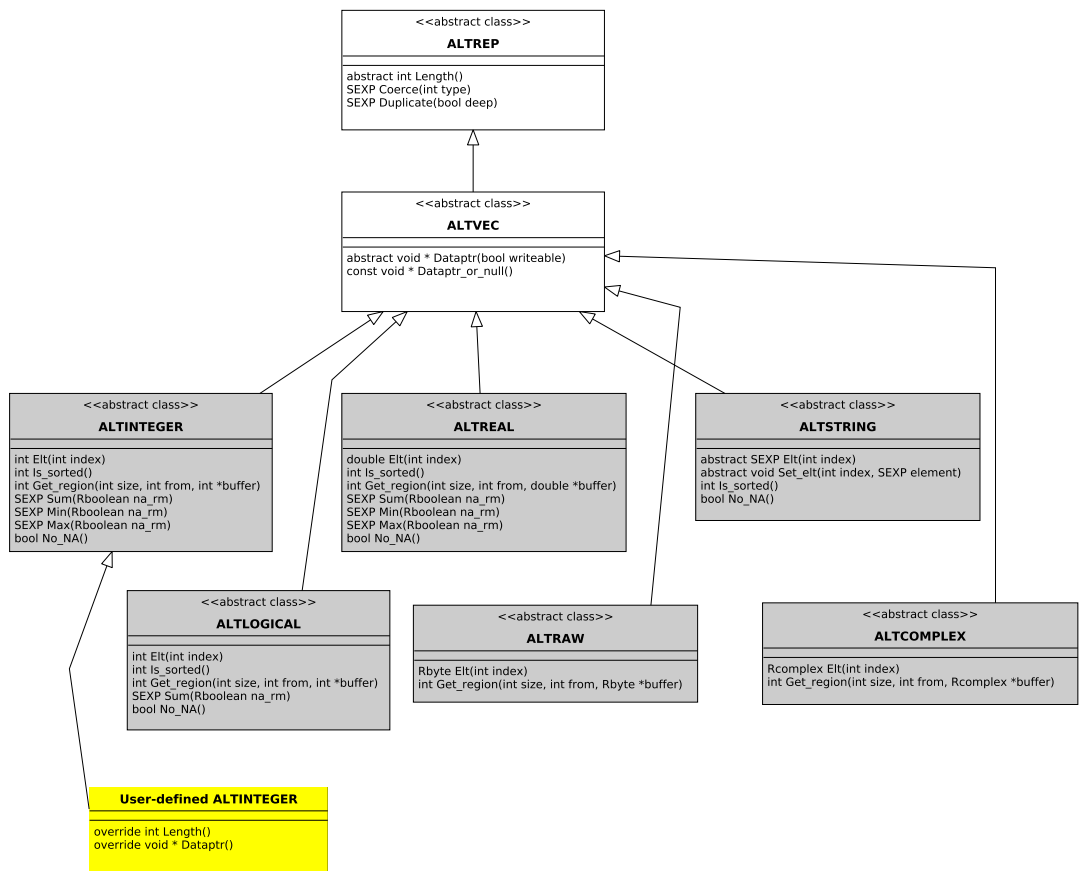 <<abstract class>>
ALTREP
abstract int Length()
SEXP Coerce(int type)
SEXP Duplicate(bool deep)
<<abstract class>>
ALTVEC
abstract void * Dataptr(bool writeable)
const void * Dataptr_or_null()
<<abstract class>>
ALTINTEGER
int Elt(int index)
int Is_sorted()
int Get_region(int size, int from, int *buffer)
SEXP Sum(Rboolean na_rm)
SEXP Min(Rboolean na_rm)
SEXP Max(Rboolean na_rm)
bool No_NA()
<<abstract class>>
ALTREAL
double Elt(int index)
int Is_sorted()
int Get_region(int size, int from, double *buffer)
SEXP Sum(Rboolean na_rm)
SEXP Min(Rboolean na_rm)
SEXP Max(Rboolean na_rm)
bool No_NA()
<<abstract class>>
ALTSTRING
abstract SEXP Elt(int index)
abstract void Set_elt(int index, SEXP element)
int Is_sorted()
bool No_NA()
<<abstract class>>
ALTLOGICAL
int Elt(int index)
int Is_sorted()
int Get_region(int size, int from, int *buffer)
SEXP Sum(Rboolean na_rm)
bool No_NA()
<<abstract class>>
ALTRAW
Rbyte Elt(int index)
int Get_region(int size, int from, Rbyte *buffer)
<<abstract class>>
ALTCOMPLEX
Rcomplex Elt(int index)
int Get_region(int size, int from, Rcomplex *buffer)
User-defined ALTINTEGER
override int Length()
override void * Dataptr()